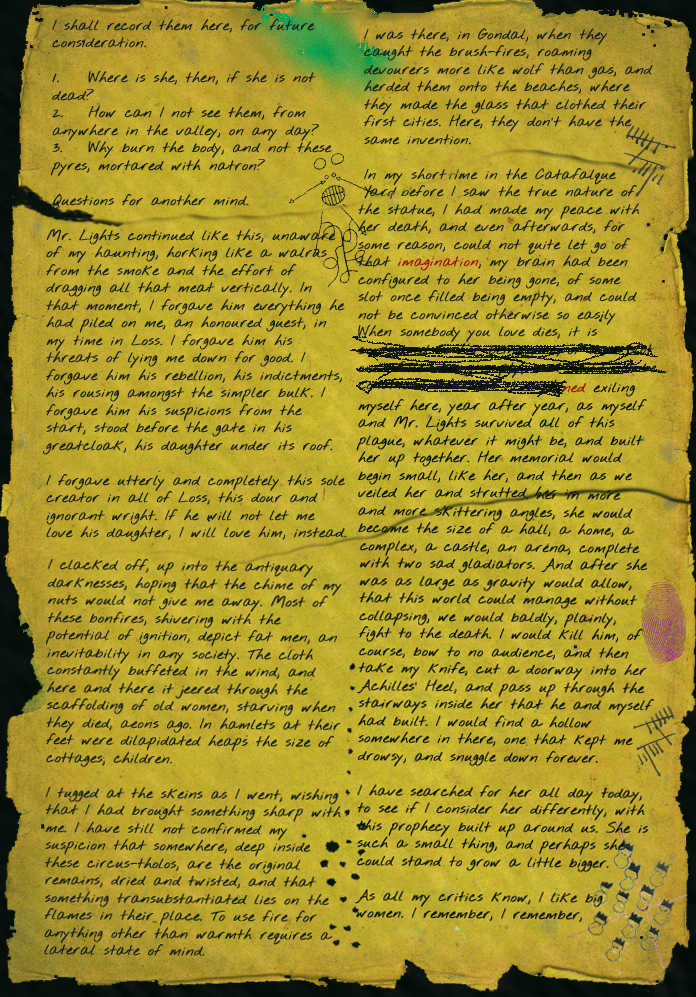 I shall record them here, for future
consideration.
1. Where is she, then, if she is not
dead?
2. How can I not see them, from
anywhere in the valley, on any day?
3. Why burn the body, and not these
pyres, mortared with natron?
Questions for another mind.
Mr. Lights continued like this, unaware
of my haunting, horking like a walrus
from the smoke and the effort of
dragging all that meat vertically. In
that moment, I forgave him everything he
had piled on me, an honoured guest, in
my time in Loss. I forgave him his
threats of lying me down for good. I
forgave him his rebellion, his indictments,
his rousing amongst the simpler bulk. I
forgave him his suspicions from the
start, stood before the gate in his
greatcloak, his daughter under its roof.
I forgave utterly and completely this sole
creator in all of Loss, this dour and
ignorant wright. If he will not let me
love his daughter, I will love him, instead.
I clacked off, up into the antiquary
darknesses, hoping that the chime of my
nuts would not give me away. Most of
these bonfires, shivering with the
potential of ignition, depict fat men, an
inevitability in any society. The cloth
constantly buffeted in the wind, and
here and there it jeered through the
scaffolding of old women, starving when
they died, aeons ago. In hamlets at their
feet were dilapidated heaps the size of
cottages, children.
I tugged at the skeins as I went, wishing
that I had brought something sharp with
me. I have still not confirmed my
suspicion that somewhere, deep inside
these circus-tholos, are the original
remains, dried and twisted, and that
something transubstantiated lies on the
flames in their place. To use fire for
anything other than warmth requires a
lateral state of mind.
I was there, in Gondal, when they
caught the brush-fires, roaming
devourers more like wolf than gas, and
herded them onto the beaches, where
they made the glass that clothed their
first cities. Here, they don't have the
same invention.
In my short time in the Catafalque
Yard before I saw the true nature of
the statue, I had made my peace with
her death, and even afterwards, for
some reason, could not quite let go of
that imagination, my brain had been
configured to her being gone, of some
slot once filled being empty, and could
not be convinced otherwise so easily
When somebody you love dies, it is
ned exiling
myself here, year after year, as myself
and Mr. Lights survived all of this
plague, whatever it might be, and built
her up together. Her memorial would
begin small, like her, and then as we
veiled her and strutted her in more
and more skittering angles, she would
become the size of a hall, a home, a
complex, a castle, an arena, complete
with two sad gladiators. And after she
was as large as gravity would allow,
that this world could manage without
collapsing, we would baldly, plainly,
fight to the death. I would kill him, of
course, bow to no audience, and then
take my knife, cut a doorway into her
Achilles' Heel, and pass up through the
stairways inside her that he and myself
had built. I would find a hollow
somewhere in there, one that kept me
drowsy, and snuggle down forever.
I have searched for her all day today,
to see if I consider her differently, with
this prophecy built up around us. She is
such a small thing, and perhaps she
could stand to grow a little bigger.
As all my critics know, I like big
women. I remember, I remember,